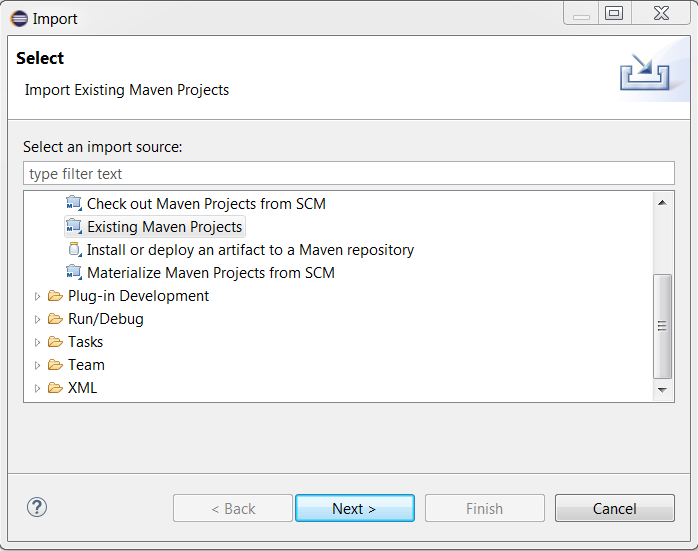 Import
Select
Import Existing Maven Projects
Select an import source:
type filter text
Check out Maven Projects from SCM
Existing Maven Projects
Install or deploy an artifact to a Maven repository
Materialize Maven Projects from SCM
Plug-in Development
Run/Debug
Tasks
Team
XML
? < Back Next > Finish Cancel